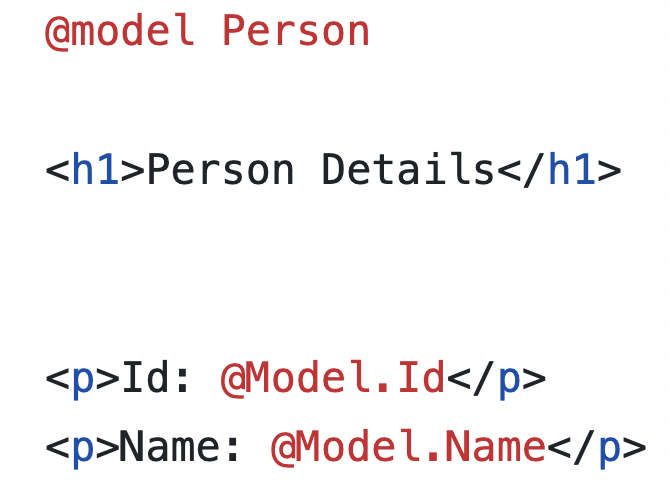 @model Person
<h1>Person Details</h1>
<p>Id: @Model.Id</p>
<p>Name: @Model.Name</p>